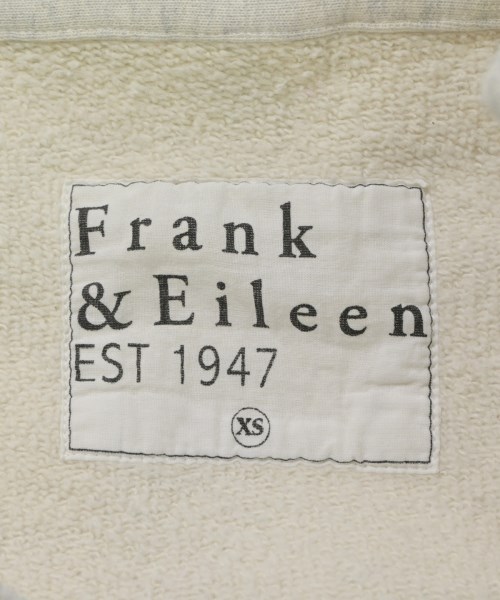 Frank
& Eileen
EST 1947
XS